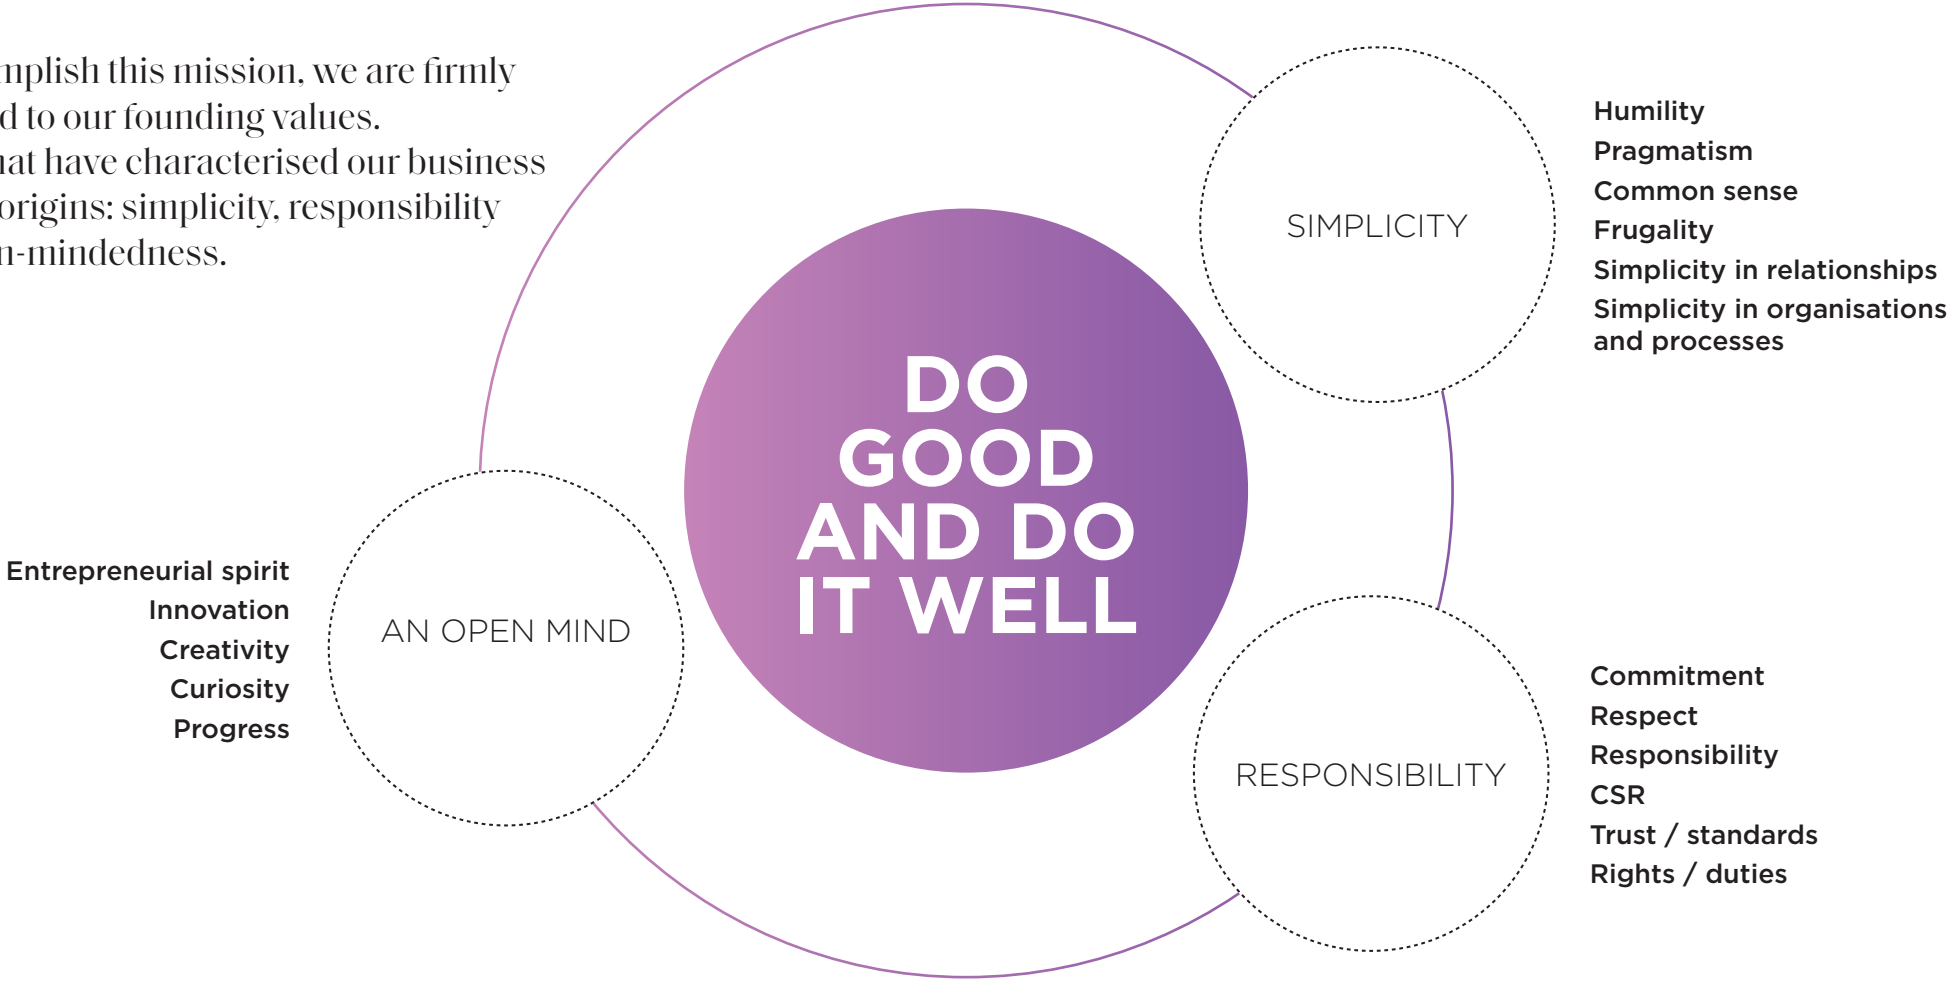 mplish this mission, we are firmly
d to our founding values.
hat have characterised our business
origins: simplicity, responsibility
n-mindedness.
SIMPLICITY
Humility
Pragmatism
Common sense
Frugality
Simplicity in relationships
Simplicity in organisations
and processes
DO
GOOD
AND DO
IT WELL
Entrepreneurial spirit
Innovation
Creativity
Curiosity
Progress
AN OPEN MIND
RESPONSIBILITY
Commitment
Respect
Responsibility
CSR
Trust / standards
Rights / duties